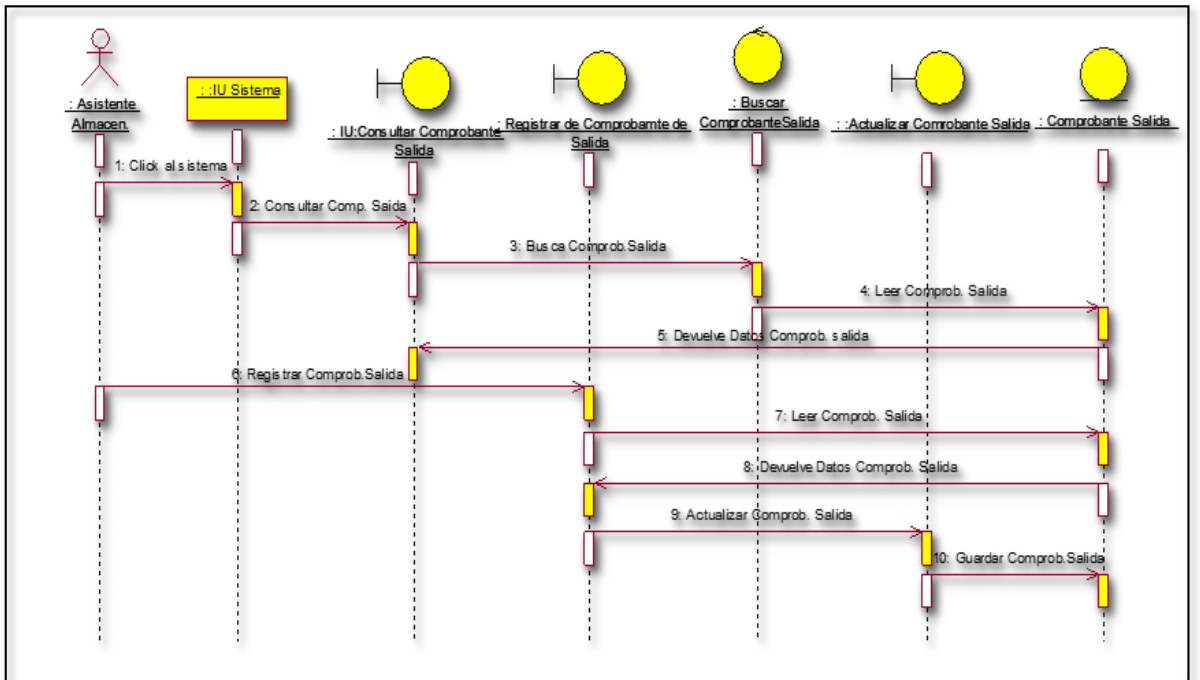 : Asistente
Almacen.
: :IU Sistema
: IU:Consultar Comprobante
Salida
: Registrar de Comprobamte de
Salida
: Buscar
ComprobanteSalida
: :Actualizar Comrobante Salida
: Comprobante Salida
1: Click al sistema
2: Consultar Comp. Saida
3: Busca Comprob.Salida
4: Leer Comprob. Salida
5: Devuelve Datos Comprob. salida
6: Registrar Comprob.Salida
7: Leer Comprob. Salida
8: Devuelve Datos Comprob. Salida
9: Actualizar Comprob. Salida
10: Guardar Comprob.Salida